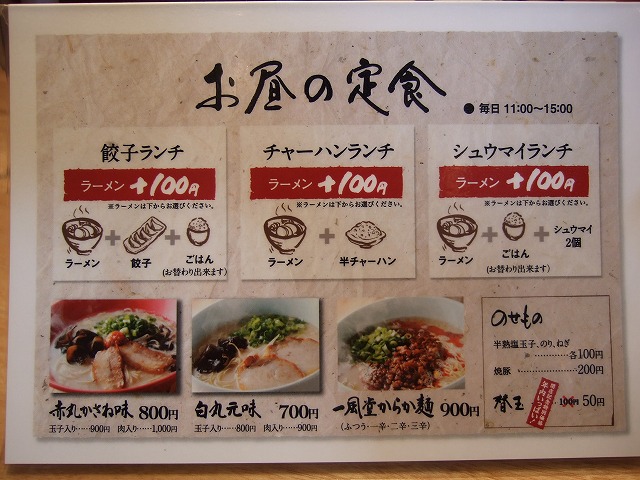 お昼の定食
● 毎日 11:00～15:00
餃子ランチ
ラーメン +100円
※ラーメンは下からお選びください。
ラーメン + 餃子 + ごはん
(お替わり出来ます)
チャーハンランチ
ラーメン +100円
※ラーメンは下からお選びください。
ラーメン + 半チャーハン
シュウマイランチ
ラーメン +100円
※ラーメンは下からお選びください。
ラーメン + ごはん + シュウマイ
2個
(お替わり出来ます)
赤丸かさね味 800円
玉子入り……900円 肉入り……1,000円
白丸元味 700円
玉子入り……800円 肉入り……900円
一風堂からか麺 900円
(ふつう・一辛・二辛・三辛)
のせもの
半熟塩玉子、のり、ねぎ
…………各100円
焼豚 …………200円
替玉 100円 50円
年内いっぱい!